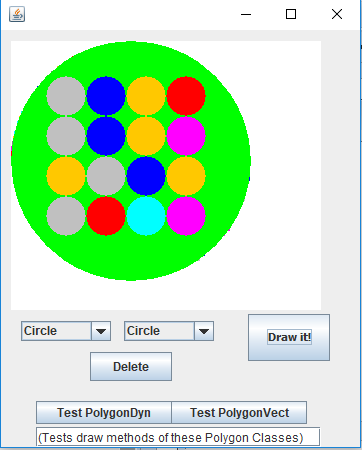 Circle Circle
Draw it!
Delete
Test PolygonDyn Test PolygonVect
(Tests draw methods of these Polygon Classes)